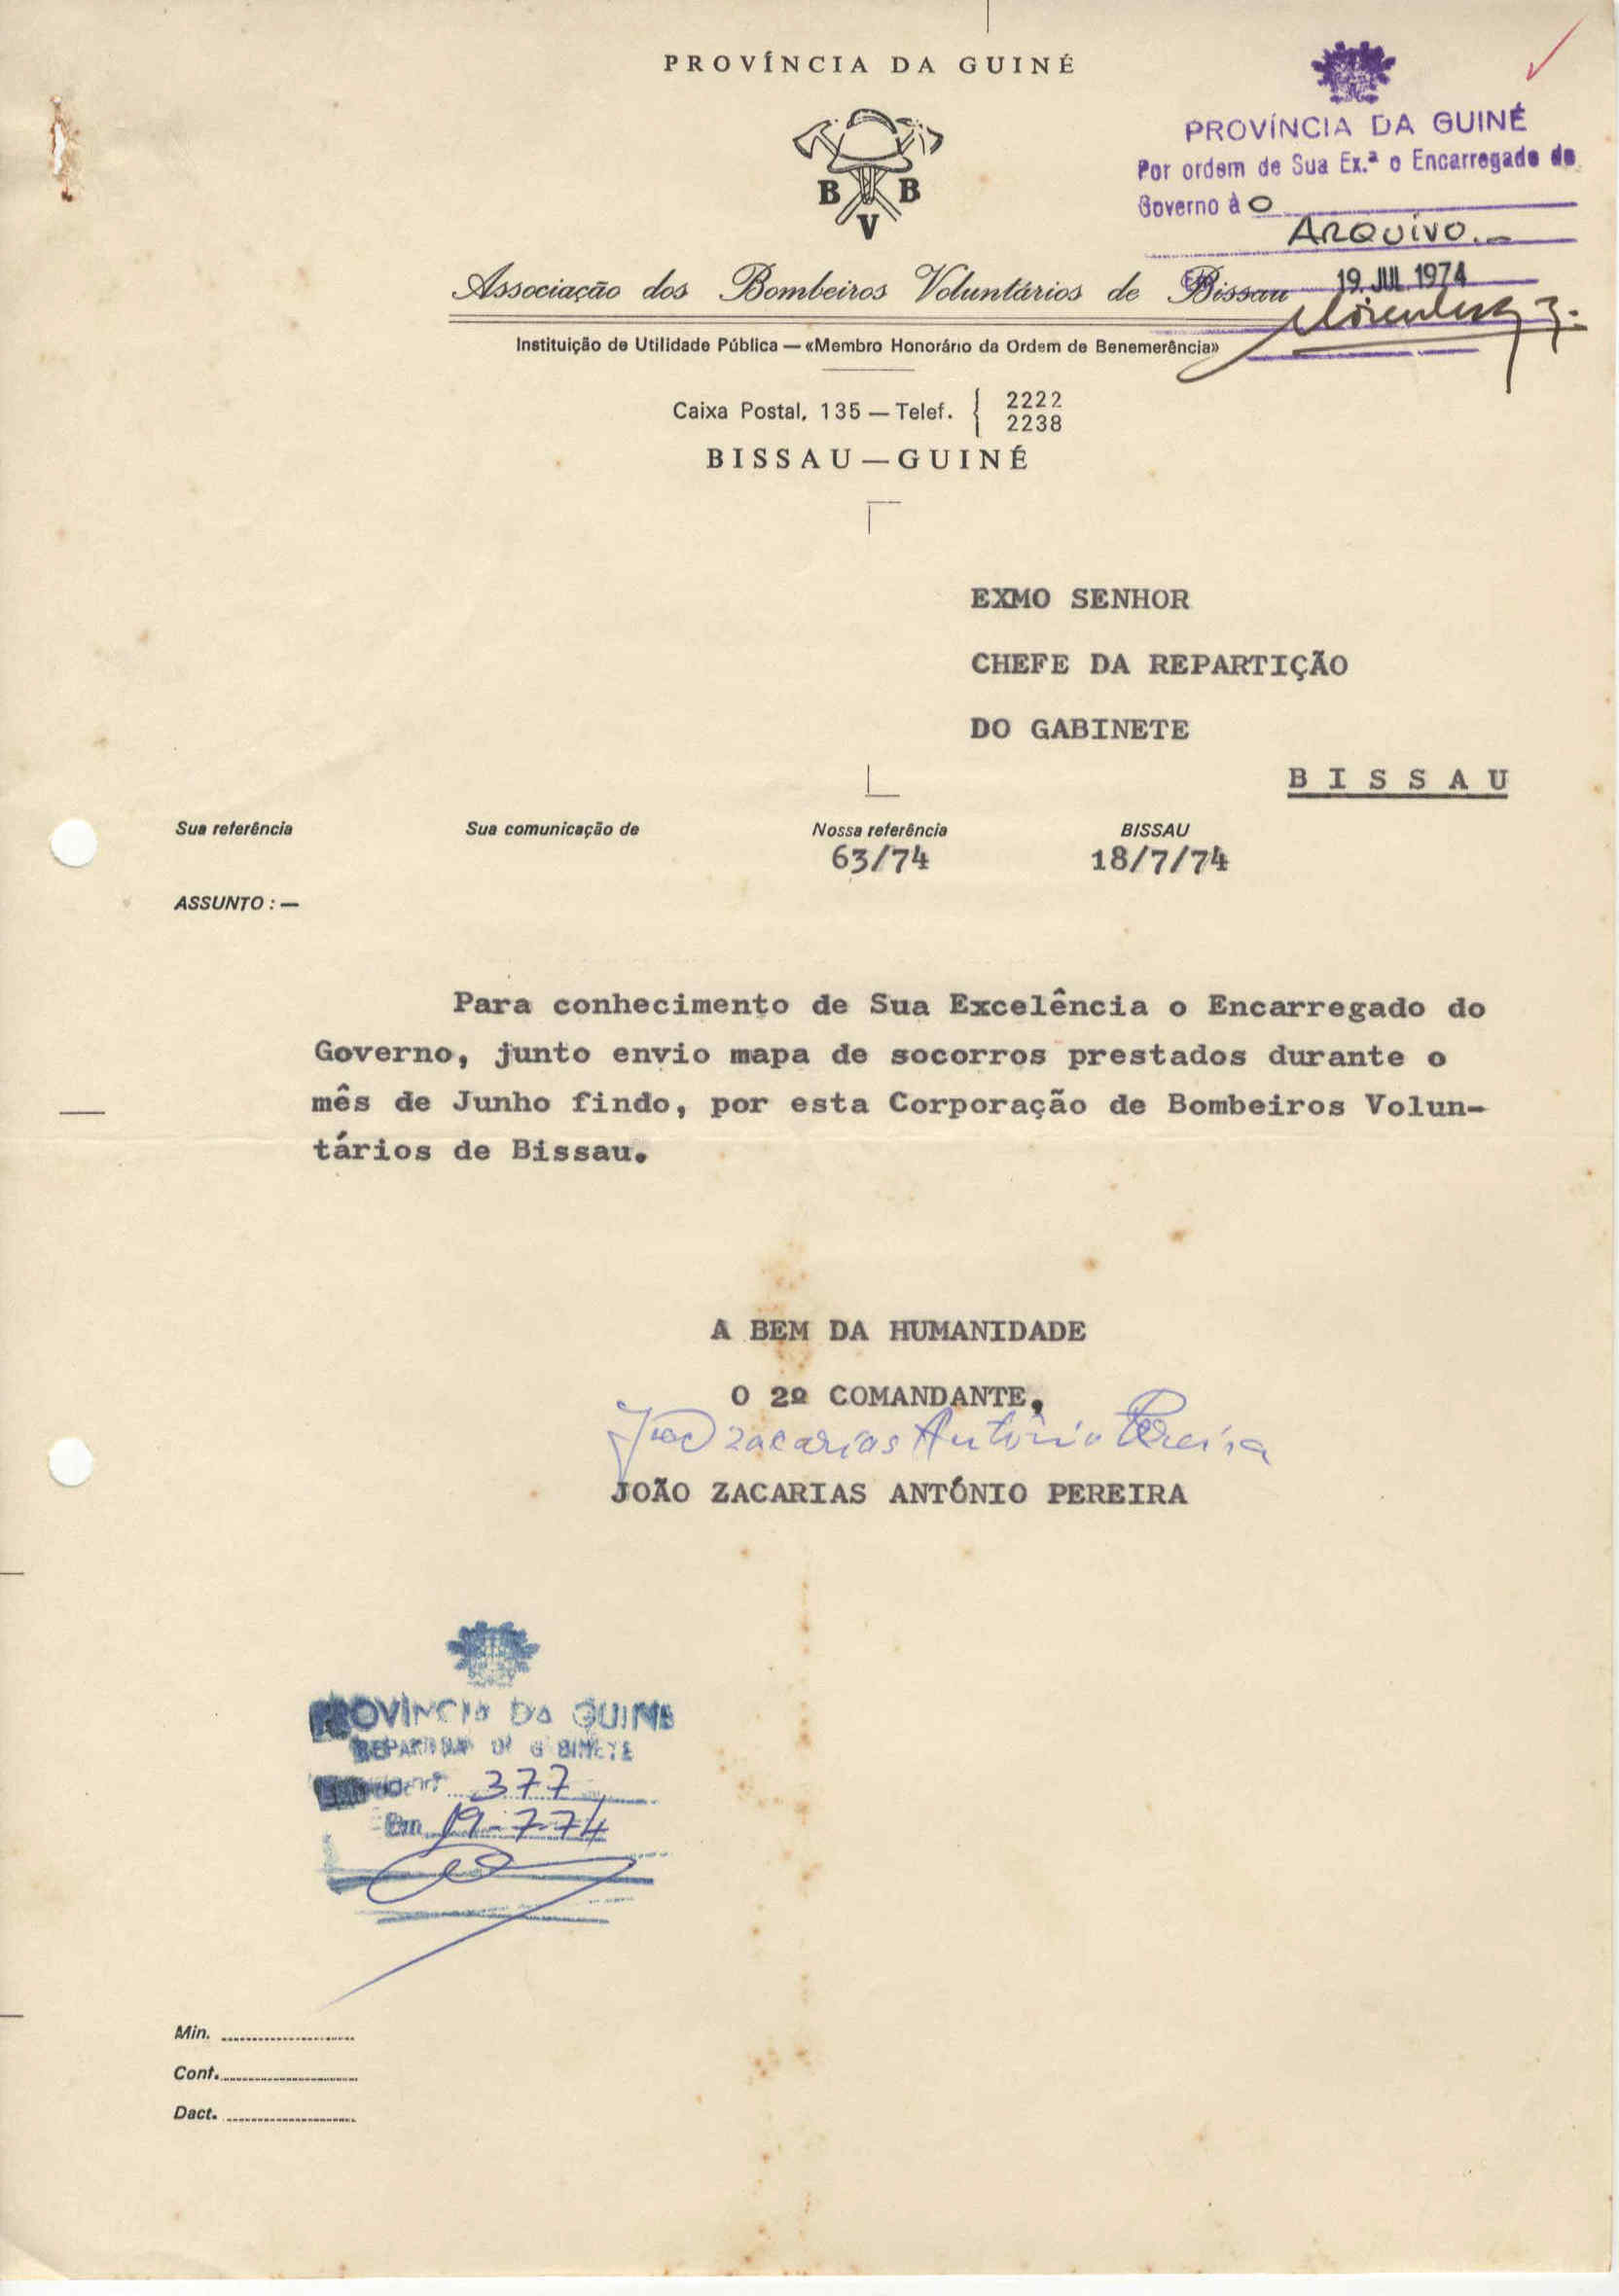 PROVÍNCIA DA GUINÉ
B V B
PROVÍNCIA DA GUINÉ
Por ordem de Sua Ex.ª o Encarregado do
Governo à O
ARQUIVO.—
19. JUL. 1974
Associação dos Bombeiros Voluntários de Bissau
Instituição de Utilidade Pública — «Membro Honorário da Ordem de Benemerência»
Caixa Postal, 135 — Telef. { 2222
2238
BISSAU — GUINÉ
EXMO SENHOR
CHEFE DA REPARTIÇÃO
DO GABINETE
B I S S A U
Sua referência Sua comunicação de Nossa referência BISSAU
63/74 18/7/74
ASSUNTO : —
Para conhecimento de Sua Excelência o Encarregado do
Governo, junto envio mapa de socorros prestados durante o
mês de Junho findo, por esta Corporação de Bombeiros Volun-
tários de Bissau.
A BEM DA HUMANIDADE
O 2º COMANDANTE,
João Zacarias António Pereira
JOÃO ZACARIAS ANTÓNIO PEREIRA
PROVÍNCIA DA GUINÉ
377
Em 19-7-74
Min.
Cont.
Dact.